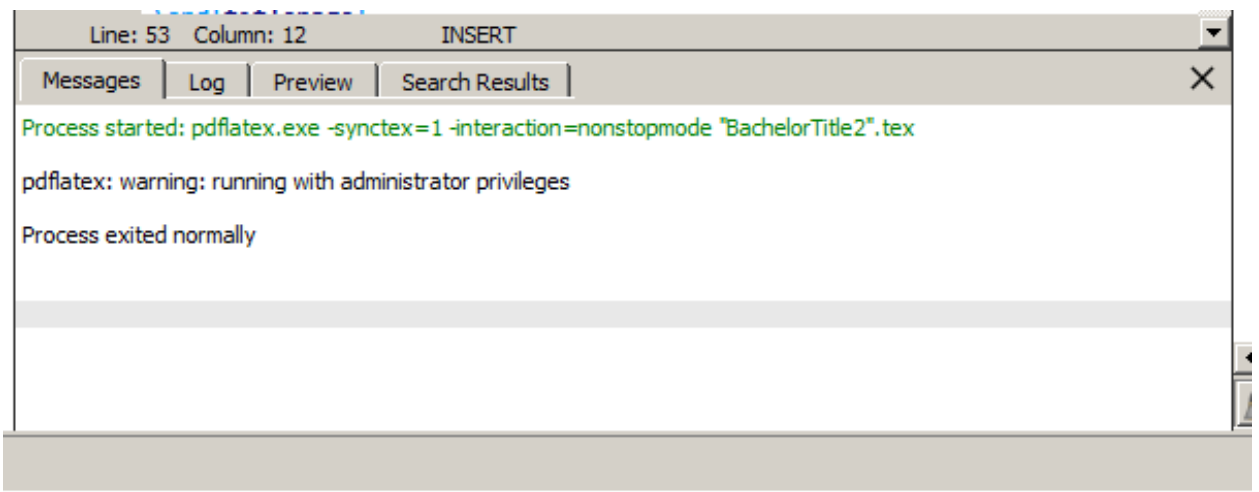 Line: 53 Column: 12 INSERT
Messages Log Preview Search Results
Process started: pdflatex.exe -synctex=1 -interaction=nonstopmode "BachelorTitle2".tex
pdflatex: warning: running with administrator privileges
Process exited normally